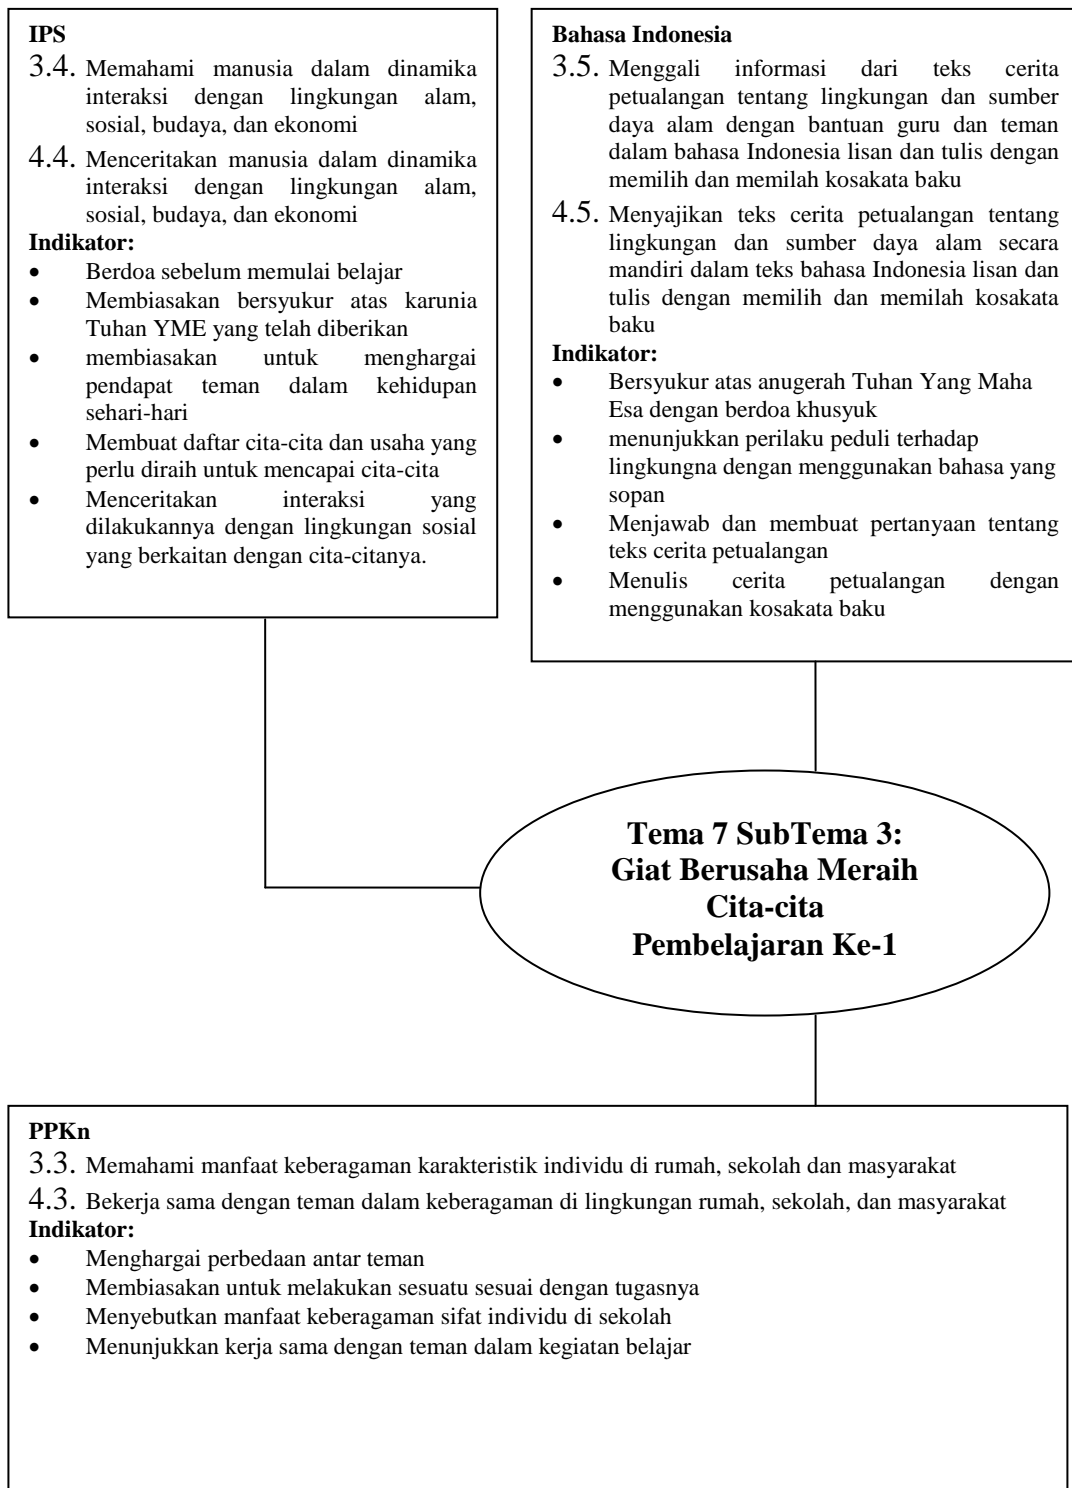 IPS
3.4. Memahami manusia dalam dinamika
interaksi dengan lingkungan alam,
sosial, budaya, dan ekonomi
4.4. Menceritakan manusia dalam dinamika
interaksi dengan lingkungan alam,
sosial, budaya, dan ekonomi
Indikator:
• Berdoa sebelum memulai belajar
• Membiasakan bersyukur atas karunia
Tuhan YME yang telah diberikan
• membiasakan untuk menghargai
pendapat teman dalam kehidupan
sehari-hari
• Membuat daftar cita-cita dan usaha yang
perlu diraih untuk mencapai cita-cita
• Menceritakan interaksi yang
dilakukannya dengan lingkungan sosial
yang berkaitan dengan cita-citanya.
Bahasa Indonesia
3.5. Menggali informasi dari teks cerita
petualangan tentang lingkungan dan sumber
daya alam dengan bantuan guru dan teman
dalam bahasa Indonesia lisan dan tulis dengan
memilih dan memilah kosakata baku
4.5. Menyajikan teks cerita petualangan tentang
lingkungan dan sumber daya alam secara
mandiri dalam teks bahasa Indonesia lisan dan
tulis dengan memilih dan memilah kosakata
baku
Indikator:
• Bersyukur atas anugerah Tuhan Yang Maha
Esa dengan berdoa khusyuk
• menunjukkan perilaku peduli terhadap
lingkungna dengan menggunakan bahasa yang
sopan
• Menjawab dan membuat pertanyaan tentang
teks cerita petualangan
• Menulis cerita petualangan dengan
menggunakan kosakata baku
Tema 7 SubTema 3:
Giat Berusaha Meraih
Cita-cita
Pembelajaran Ke-1
PPKn
3.3. Memahami manfaat keberagaman karakteristik individu di rumah, sekolah dan masyarakat
4.3. Bekerja sama dengan teman dalam keberagaman di lingkungan rumah, sekolah, dan masyarakat
Indikator:
• Menghargai perbedaan antar teman
• Membiasakan untuk melakukan sesuatu sesuai dengan tugasnya
• Menyebutkan manfaat keberagaman sifat individu di sekolah
• Menunjukkan kerja sama dengan teman dalam kegiatan belajar